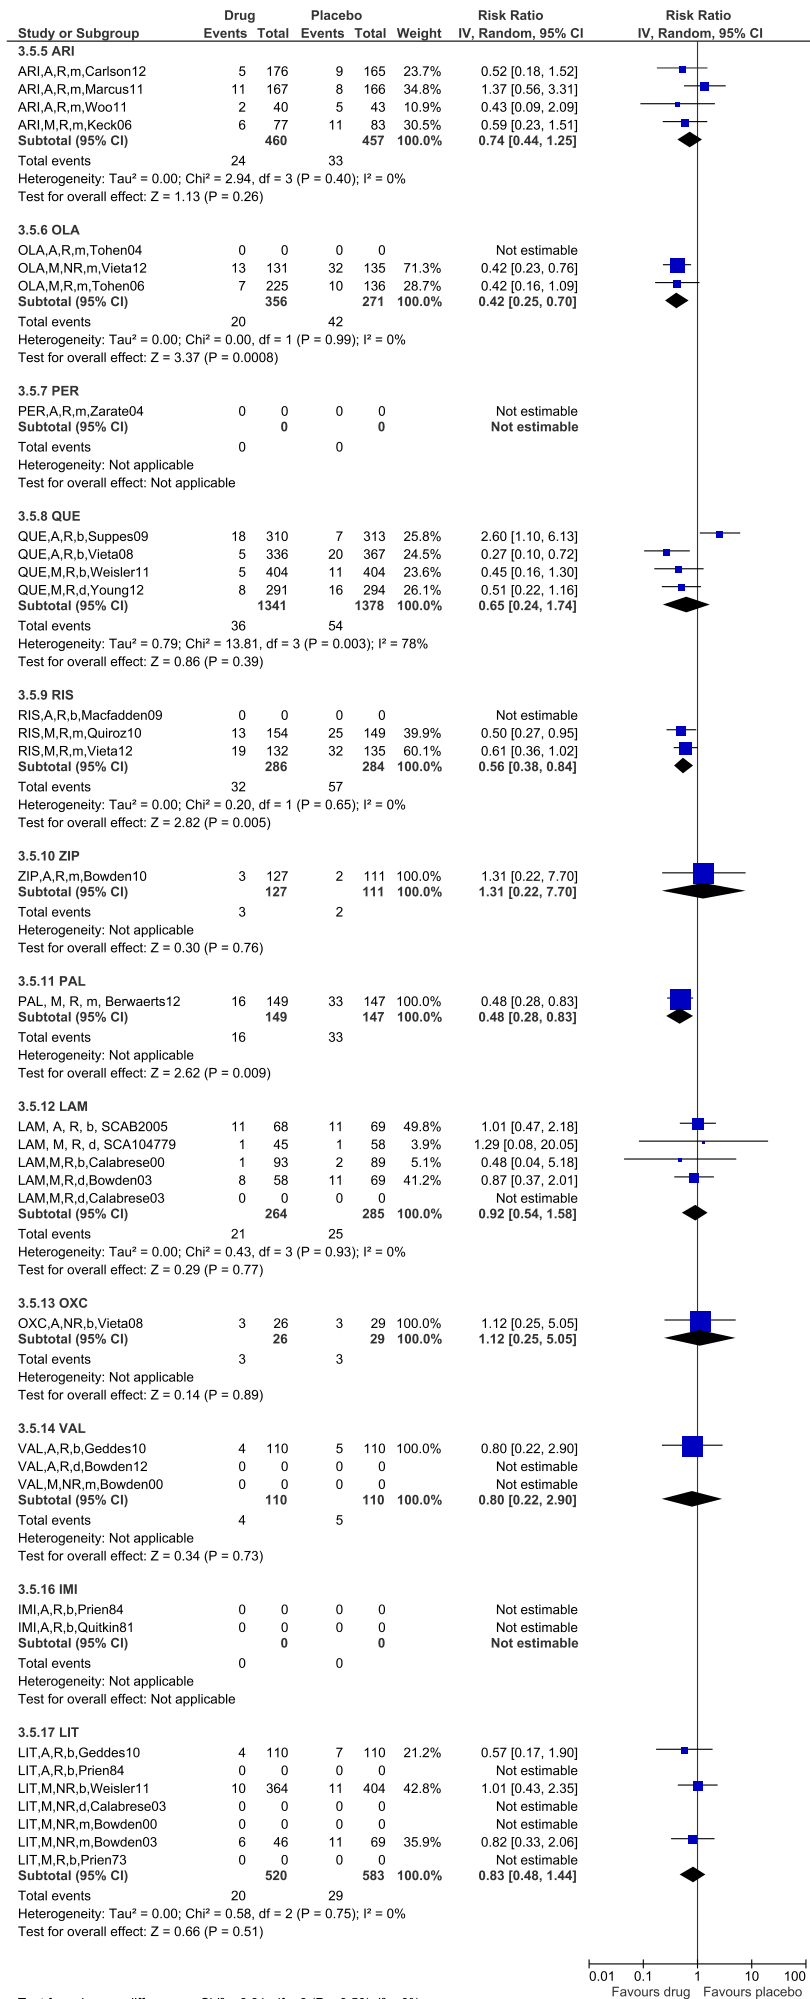 Drug Placebo Risk Ratio Risk Ratio
Study or Subgroup Events Total Events Total Weight IV, Random, 95% CI IV, Random, 95% CI
3.5.5 ARI
ARI,A,R,m,Carlson12 5 176 9 165 23.7% 0.52 [0.18, 1.52]
ARI,A,R,m,Marcus11 11 167 8 166 34.8% 1.37 [0.56, 3.31]
ARI,A,R,m,Woo11 2 40 5 43 10.9% 0.43 [0.09, 2.09]
ARI,M,R,m,Keck06 6 77 11 83 30.5% 0.59 [0.23, 1.51]
Subtotal (95% CI) 460 457 100.0% 0.74 [0.44, 1.25]
Total events 24 33
Heterogeneity: Tau² = 0.00; Chi² = 2.94, df = 3 (P = 0.40); I² = 0%
Test for overall effect: Z = 1.13 (P = 0.26)
3.5.6 OLA
OLA,A,R,m,Tohen04 0 0 0 0 Not estimable
OLA,M,NR,m,Vieta12 13 131 32 135 71.3% 0.42 [0.23, 0.76]
OLA,M,R,m,Tohen06 7 225 10 136 28.7% 0.42 [0.16, 1.09]
Subtotal (95% CI) 356 271 100.0% 0.42 [0.25, 0.70]
Total events 20 42
Heterogeneity: Tau² = 0.00; Chi² = 0.00, df = 1 (P = 0.99); I² = 0%
Test for overall effect: Z = 3.37 (P = 0.0008)
3.5.7 PER
PER,A,R,m,Zarate04 0 0 0 0 Not estimable
Subtotal (95% CI) 0 0 Not estimable
Total events 0 0
Heterogeneity: Not applicable
Test for overall effect: Not applicable
3.5.8 QUE
QUE,A,R,b,Suppes09 18 310 7 313 25.8% 2.60 [1.10, 6.13]
QUE,A,R,b,Vieta08 5 336 20 367 24.5% 0.27 [0.10, 0.72]
QUE,M,R,b,Weisler11 5 404 11 404 23.6% 0.45 [0.16, 1.30]
QUE,M,R,d,Young12 8 291 16 294 26.1% 0.51 [0.22, 1.16]
Subtotal (95% CI) 1341 1378 100.0% 0.65 [0.24, 1.74]
Total events 36 54
Heterogeneity: Tau² = 0.79; Chi² = 13.81, df = 3 (P = 0.003); I² = 78%
Test for overall effect: Z = 0.86 (P = 0.39)
3.5.9 RIS
RIS,A,R,b,Macfadden09 0 0 0 0 Not estimable
RIS,M,R,m,Quiroz10 13 154 25 149 39.9% 0.50 [0.27, 0.95]
RIS,M,R,m,Vieta12 19 132 32 135 60.1% 0.61 [0.36, 1.02]
Subtotal (95% CI) 286 284 100.0% 0.56 [0.38, 0.84]
Total events 32 57
Heterogeneity: Tau² = 0.00; Chi² = 0.20, df = 1 (P = 0.65); I² = 0%
Test for overall effect: Z = 2.82 (P = 0.005)
3.5.10 ZIP
ZIP,A,R,m,Bowden10 3 127 2 111 100.0% 1.31 [0.22, 7.70]
Subtotal (95% CI) 127 111 100.0% 1.31 [0.22, 7.70]
Total events 3 2
Heterogeneity: Not applicable
Test for overall effect: Z = 0.30 (P = 0.76)
3.5.11 PAL
PAL, M, R, m, Berwaerts12 16 149 33 147 100.0% 0.48 [0.28, 0.83]
Subtotal (95% CI) 149 147 100.0% 0.48 [0.28, 0.83]
Total events 16 33
Heterogeneity: Not applicable
Test for overall effect: Z = 2.62 (P = 0.009)
3.5.12 LAM
LAM, A, R, b, SCAB2005 11 68 11 69 49.8% 1.01 [0.47, 2.18]
LAM, M, R, d, SCA104779 1 45 1 58 3.9% 1.29 [0.08, 20.05]
LAM,M,R,b,Calabrese00 1 93 2 89 5.1% 0.48 [0.04, 5.18]
LAM,M,R,d,Bowden03 8 58 11 69 41.2% 0.87 [0.37, 2.01]
LAM,M,R,d,Calabrese03 0 0 0 0 Not estimable
Subtotal (95% CI) 264 285 100.0% 0.92 [0.54, 1.58]
Total events 21 25
Heterogeneity: Tau² = 0.00; Chi² = 0.43, df = 3 (P = 0.93); I² = 0%
Test for overall effect: Z = 0.29 (P = 0.77)
3.5.13 OXC
OXC,A,NR,b,Vieta08 3 26 3 29 100.0% 1.12 [0.25, 5.05]
Subtotal (95% CI) 26 29 100.0% 1.12 [0.25, 5.05]
Total events 3 3
Heterogeneity: Not applicable
Test for overall effect: Z = 0.14 (P = 0.89)
3.5.14 VAL
VAL,A,R,b,Geddes10 4 110 5 110 100.0% 0.80 [0.22, 2.90]
VAL,A,R,d,Bowden12 0 0 0 0 Not estimable
VAL,M,NR,m,Bowden00 0 0 0 0 Not estimable
Subtotal (95% CI) 110 110 100.0% 0.80 [0.22, 2.90]
Total events 4 5
Heterogeneity: Not applicable
Test for overall effect: Z = 0.34 (P = 0.73)
3.5.16 IMI
IMI,A,R,b,Prien84 0 0 0 0 Not estimable
IMI,A,R,b,Quitkin81 0 0 0 0 Not estimable
Subtotal (95% CI) 0 0 Not estimable
Total events 0 0
Heterogeneity: Not applicable
Test for overall effect: Not applicable
3.5.17 LIT
LIT,A,R,b,Geddes10 4 110 7 110 21.2% 0.57 [0.17, 1.90]
LIT,A,R,b,Prien84 0 0 0 0 Not estimable
LIT,M,NR,b,Weisler11 10 364 11 404 42.8% 1.01 [0.43, 2.35]
LIT,M,NR,d,Calabrese03 0 0 0 0 Not estimable
LIT,M,NR,m,Bowden00 0 0 0 0 Not estimable
LIT,M,NR,m,Bowden03 6 46 11 69 35.9% 0.82 [0.33, 2.06]
LIT,M,R,b,Prien73 0 0 0 0 Not estimable
Subtotal (95% CI) 520 583 100.0% 0.83 [0.48, 1.44]
Total events 20 29
Heterogeneity: Tau² = 0.00; Chi² = 0.58, df = 2 (P = 0.75); I² = 0%
Test for overall effect: Z = 0.66 (P = 0.51)
0.01 0.1 1 10 100
Favours drug Favours placebo